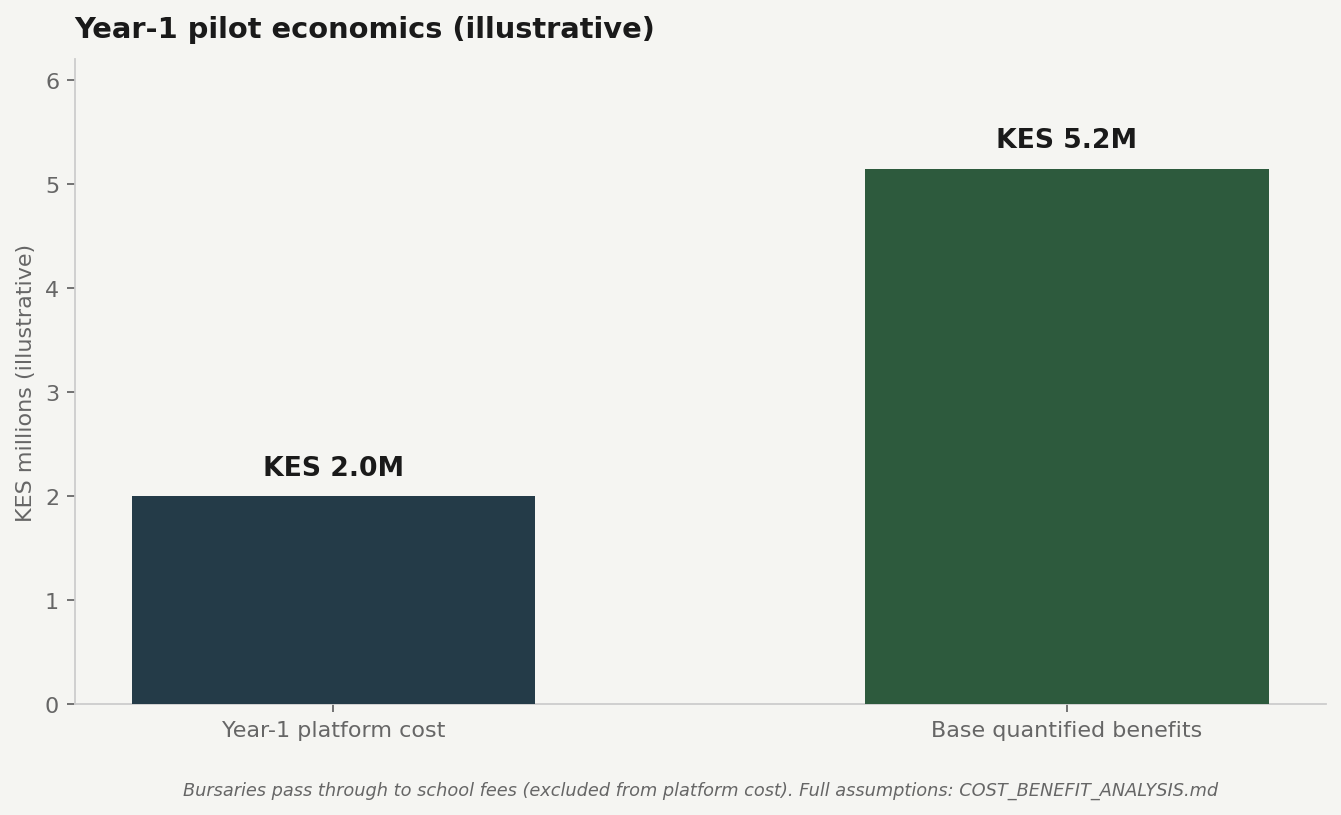 Year-1 pilot economics (illustrative)
KES millions (illustrative)
6
5
4
3
2
1
0
KES 2.0M
KES 5.2M
Year-1 platform cost
Base quantified benefits
Bursaries pass through to school fees (excluded from platform cost). Full assumptions: COST_BENEFIT_ANALYSIS.md